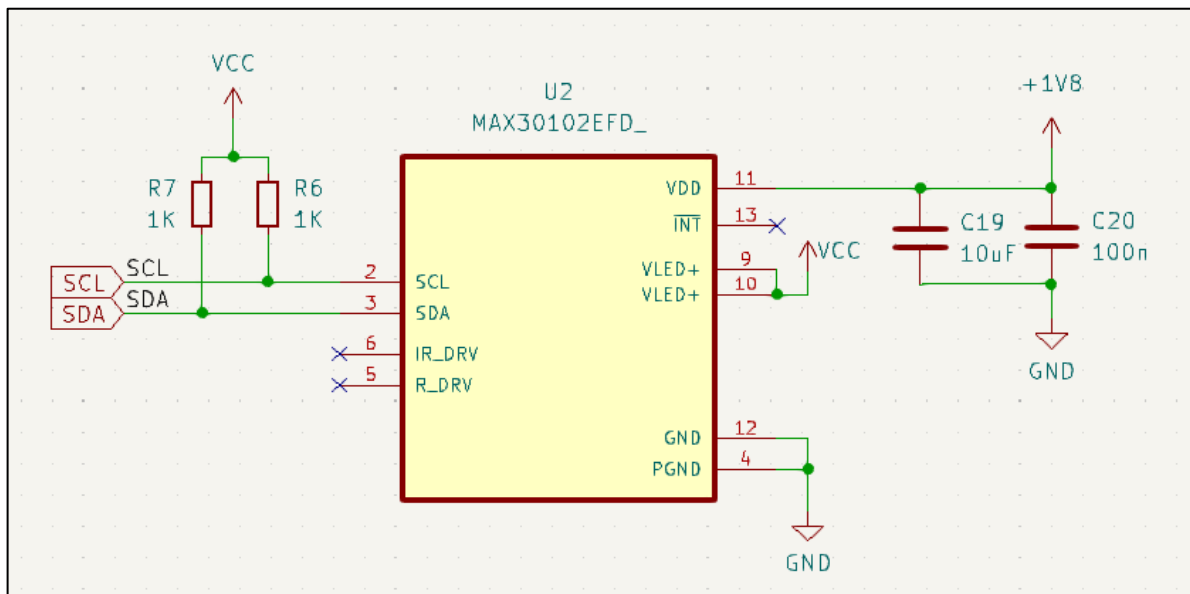 VCC
U2
MAX30102EFD_
+1V8
R7
1K
R6
1K
VDD
11
INT
13
C19
10uF
C20
100n
VLED+
9
VCC
VLED+
10
SCL
SCL
2
SCL
SDA
SDA
3
SDA
6
IR_DRV
5
R_DRV
GND
GND
12
PGND
4
GND